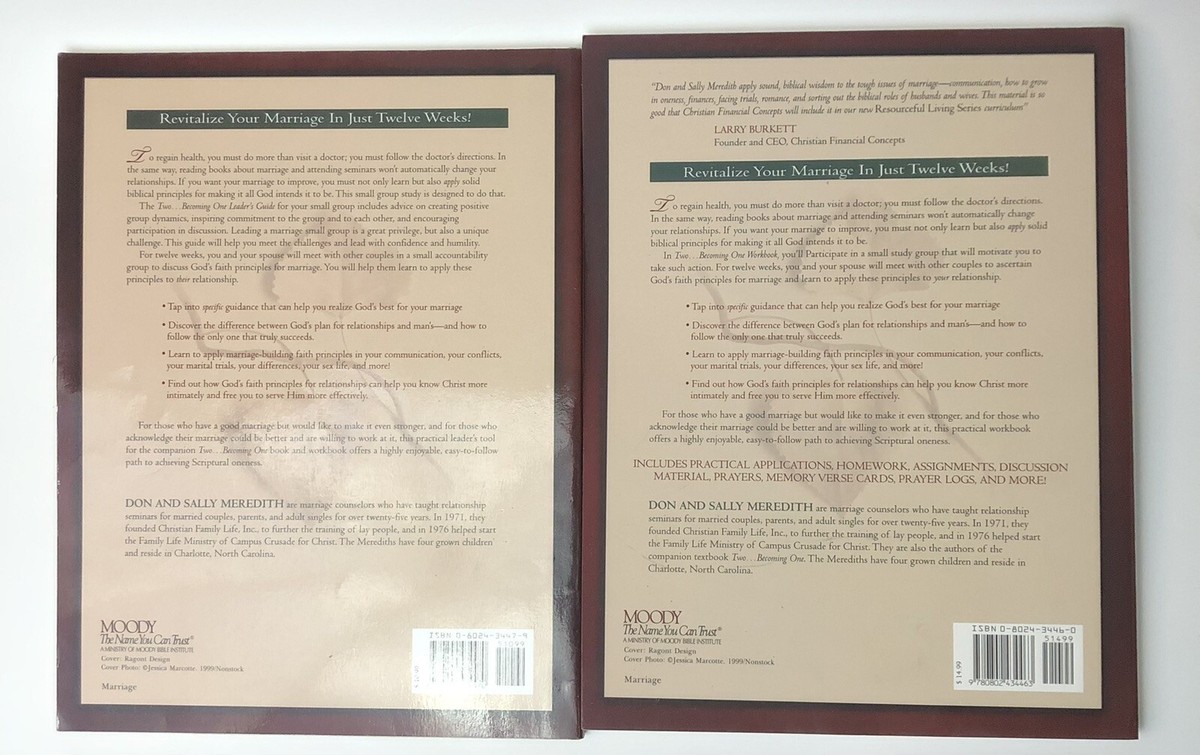 Revitalize Your Marriage In Just Twelve Weeks!
To regain health, you must do more than visit a doctor; you must follow the doctor's directions. In
the same way, reading books about marriage and attending seminars won't automatically change your
relationships. If you want your marriage to improve, you must not only learn but also apply solid
biblical principles for making it all God intends it to be. This small group study is designed to do that.
The Two...Becoming One Leader's Guide for your small group includes advice on creating positive
group dynamics, inspiring commitment to the group and to each other, and encouraging
participation in discussion. Leading a marriage small group is a great privilege, but also a unique
challenge. This guide will help you meet the challenges and lead with confidence and humility.
For twelve weeks, you and your spouse will meet with other couples in a small accountability
group to discuss God's faith principles for marriage. You will help them learn to apply these
principles to their relationship.
• Tap into specific guidance that can help you realize God's best for your marriage
• Discover the difference between God's plan for relationships and man's—and how to
follow the only one that truly succeeds.
• Learn to apply marriage-building faith principles in your communication, your conflicts,
your marital trials, your differences, your sex life, and more!
• Find out how God's faith principles for relationships can help you know Christ more
intimately and free you to serve Him more effectively.
For those who have a good marriage but would like to make it even stronger, and for those who
acknowledge their marriage could be better and are willing to work at it, this practical leader's tool
for the companion Two...Becoming One book and workbook offers a highly enjoyable, easy-to-follow
path to achieving Scriptural oneness.
DON AND SALLY MEREDITH are marriage counselors who have taught relationship
seminars for married couples, parents, and adult singles for over twenty-five years. In 1971, they
founded Christian Family Life, Inc., to further the training of lay people, and in 1976 helped start
the Family Life Ministry of Campus Crusade for Christ. The Merediths have four grown children
and reside in Charlotte, North Carolina.
MOODY
The Name You Can Trust®
A MINISTRY OF MOODY BIBLE INSTITUTE
Cover: Ragont Design
Cover Photo: ©Jessica Marcotte, 1999/Nonstock
Marriage
ISBN 0-8024-3447-9
51099
$10.99
"Don and Sally Meredith apply sound, biblical wisdom to the tough issues of marriage—communication, how to grow
in oneness, finances, facing trials, romance, and sorting out the biblical roles of husbands and wives. This material is so
good that Christian Financial Concepts will include it in our new Resourceful Living Series curriculum"
LARRY BURKETT
Founder and CEO, Christian Financial Concepts
Revitalize Your Marriage In Just Twelve Weeks!
To regain health, you must do more than visit a doctor; you must follow the doctor's directions.
In the same way, reading books about marriage and attending seminars won't automatically change
your relationships. If you want your marriage to improve, you must not only learn but also apply solid
biblical principles for making it all God intends it to be.
In Two...Becoming One Workbook, you'll Participate in a small study group that will motivate you to
take such action. For twelve weeks, you and your spouse will meet with other couples to ascertain
God's faith principles for marriage and learn to apply these principles to your relationship.
• Tap into specific guidance that can help you realize God's best for your marriage
• Discover the difference between God's plan for relationships and man's—and how to
follow the only one that truly succeeds.
• Learn to apply marriage-building faith principles in your communication, your conflicts,
your marital trials, your differences, your sex life, and more!
• Find out how God's faith principles for relationships can help you know Christ more
intimately and free you to serve Him more effectively.
For those who have a good marriage but would like to make it even stronger, and for those who
acknowledge their marriage could be better and are willing to work at it, this practical workbook
offers a highly enjoyable, easy-to-follow path to achieving Scriptural oneness.
INCLUDES PRACTICAL APPLICATIONS, HOMEWORK, ASSIGNMENTS, DISCUSSION
MATERIAL, PRAYERS, MEMORY VERSE CARDS, PRAYER LOGS, AND MORE!
DON AND SALLY MEREDITH are marriage counselors who have taught relationship
seminars for married couples, parents, and adult singles for over twenty-five years. In 1971, they
founded Christian Family Life, Inc., to further the training of lay people, and in 1976 helped start
the Family Life Ministry of Campus Crusade for Christ. They are also the authors of the
companion textbook Two...Becoming One. The Merediths have four grown children and reside in
Charlotte, North Carolina.
MOODY
The Name You Can Trust®
A MINISTRY OF MOODY BIBLE INSTITUTE
Cover: Ragont Design
Cover Photo: ©Jessica Marcotte, 1999/Nonstock
Marriage
ISBN 0-8024-3446-0
51499
$14.99
9 780802 434463